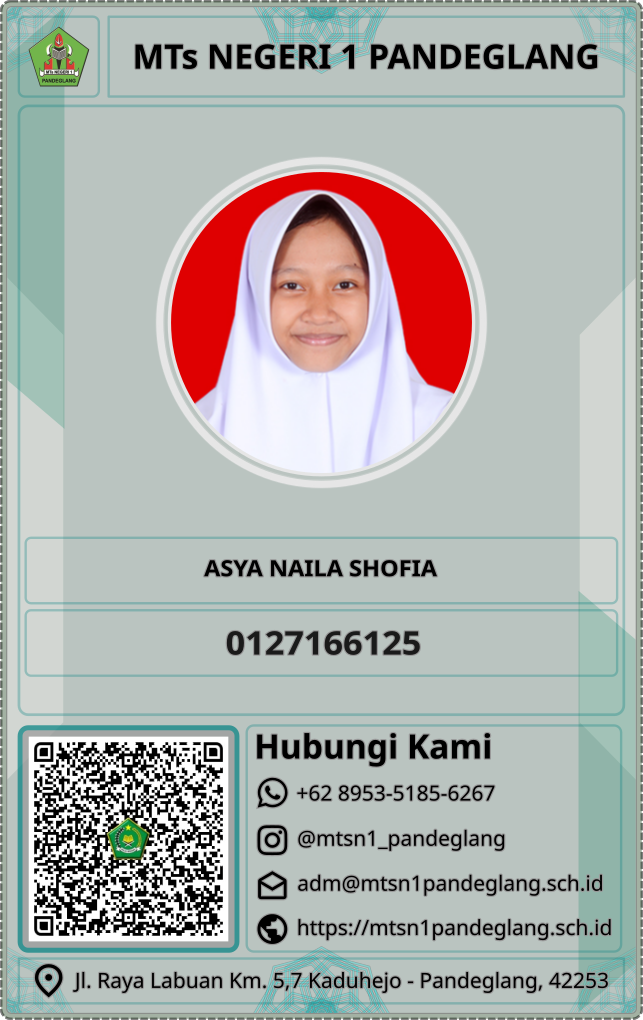 MTs NEGERI 1
PANDEGLANG
MTs NEGERI 1 PANDEGLANG
ASYA NAILA SHOFIA
0127166125
Hubungi Kami
+62 8953-5185-6267
@mtsn1_pandeglang
adm@mtsn1pandeglang.sch.id
https://mtsn1pandeglang.sch.id
Jl. Raya Labuan Km. 5,7 Kaduhejo - Pandeglang, 42253